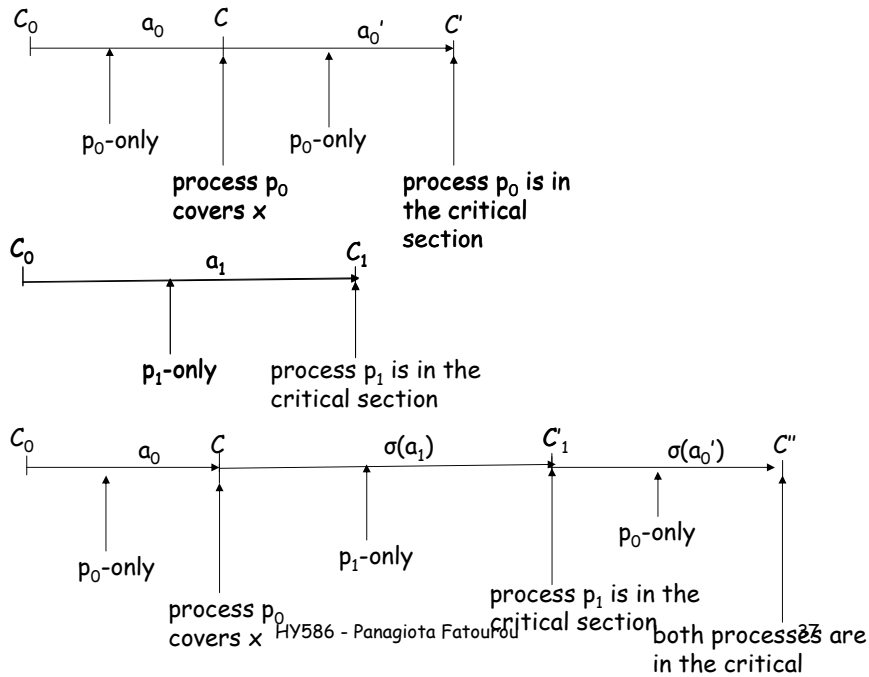 C₀ a₀ C a₀' C'
p₀-only p₀-only
process p₀ process p₀ is in
covers x the critical
section
C₀ a₁ C₁
p₁-only process p₁ is in the
critical section
C₀ a₀ C σ(a₁) C'₁ σ(a₀') C''
p₀-only p₁-only p₀-only
process p₀ process p₁ is in the
covers x HY586 - Panagiota Fatourou critical section 37
both processes are
in the critical